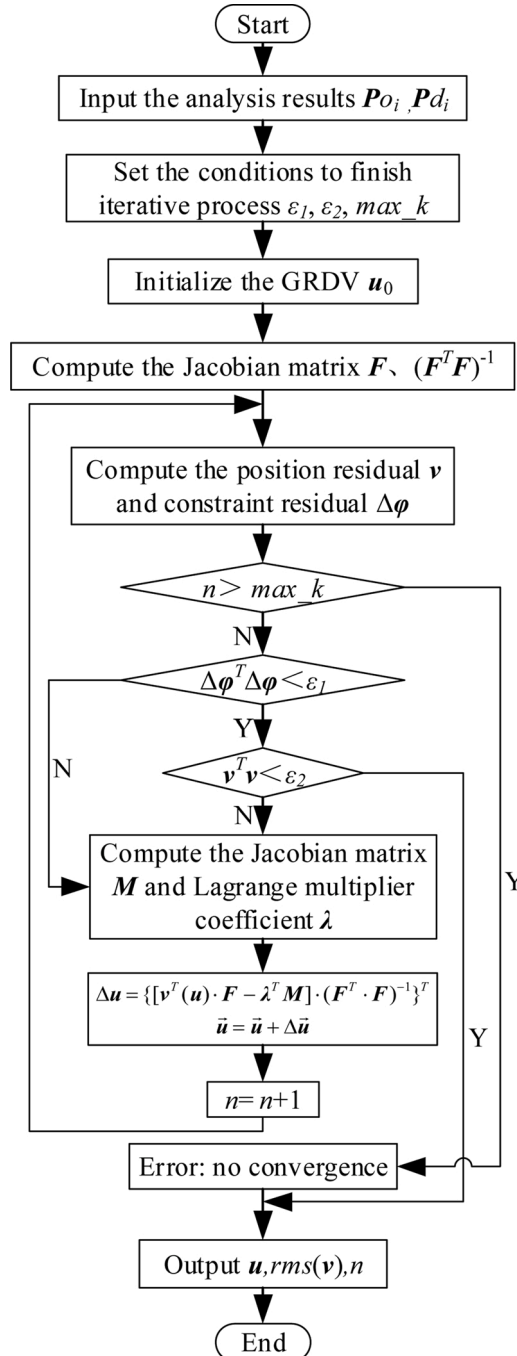 Start
Input the analysis results Po_i ,Pd_i
Set the conditions to finish
iterative process ε_1, ε_2, max_k
Initialize the GRDV u_0
Compute the Jacobian matrix F、(F^T F)^-1
Compute the position residual v
and constraint residual Δφ
n> max_k
N
Δφ^T Δφ<ε_1
Y
N
v^T v<ε_2
N
Compute the Jacobian matrix
M and Lagrange multiplier
coefficient λ
Y
Δu = {[v^T (u) · F − λ^T M] · (F^T · F)^−1}^T
u⃗ = u⃗ + Δu⃗
Y
n= n+1
Error: no convergence
Output u,rms(v),n
End